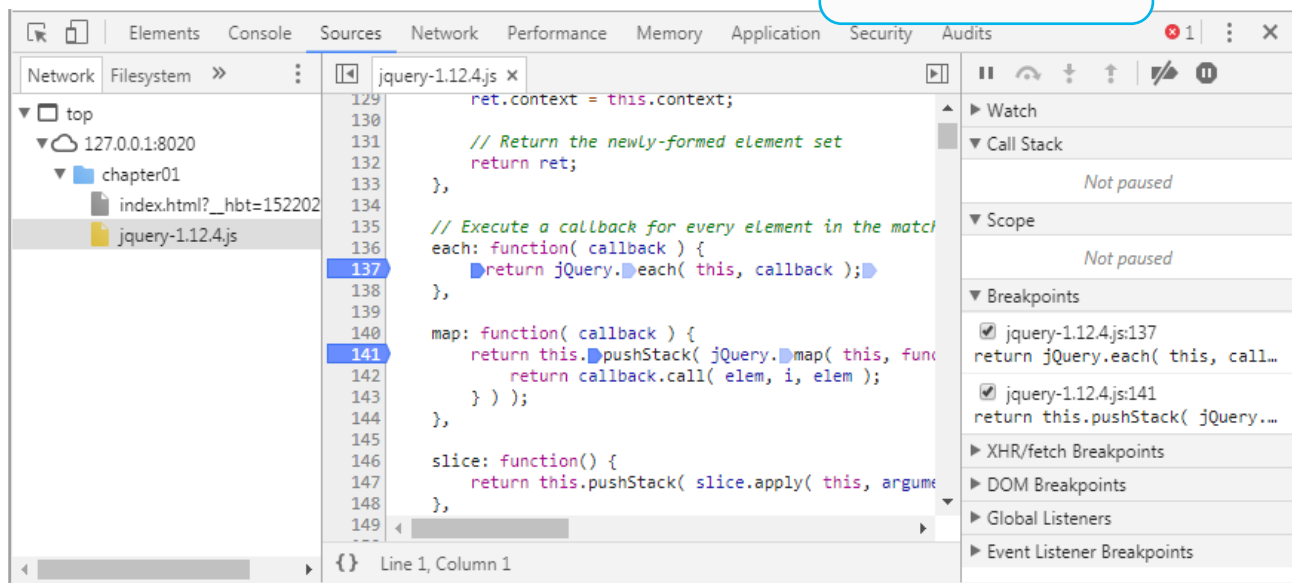 Elements Console Sources Network Performance Memory Application Security Audits 1
Network Filesystem
top
127.0.0.1:8020
chapter01
index.html?__hbt=152202
jquery-1.12.4.js
jquery-1.12.4.js
129 ret.context = this.context;
130
131 // Return the newly-formed element set
132 return ret;
133 },
134
135 // Execute a callback for every element in the match
136 each: function( callback ) {
137 return jQuery.each( this, callback );
138 },
139
140 map: function( callback ) {
141 return this.pushStack( jQuery.map( this, func
142 return callback.call( elem, i, elem );
143 } ) );
144 },
145
146 slice: function() {
147 return this.pushStack( slice.apply( this, argume
148 },
149
{} Line 1, Column 1
Watch
Call Stack
Not paused
Scope
Not paused
Breakpoints
jquery-1.12.4.js:137
return jQuery.each( this, call…
jquery-1.12.4.js:141
return this.pushStack( jQuery.…
XHR/fetch Breakpoints
DOM Breakpoints
Global Listeners
Event Listener Breakpoints